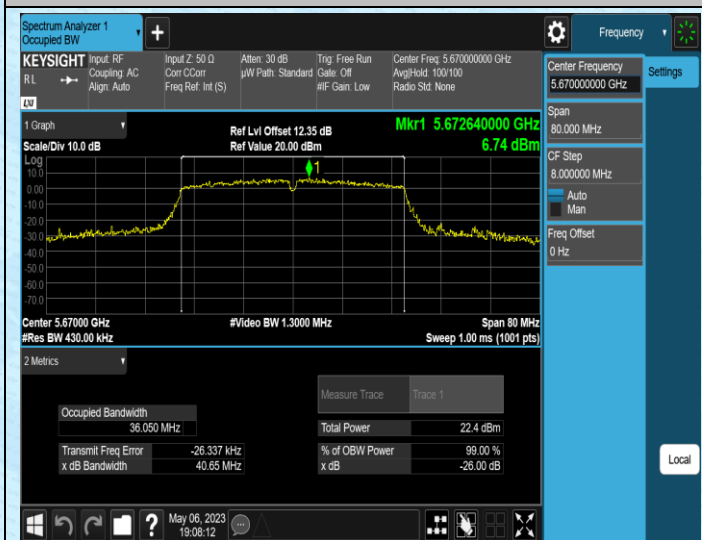 Spectrum Analyzer 1
Occupied BW
Frequency
KEYSIGHT
R L
LXI
Input: RF
Coupling: AC
Align: Auto
Input Z: 50 Ω
Corr CCorr
Freq Ref: Int (S)
Atten: 30 dB
µW Path: Standard
Trig: Free Run
Gate: Off
#IF Gain: Low
Center Freq: 5.670000000 GHz
Avg|Hold: 100/100
Radio Std: None
Center Frequency
5.670000000 GHz
Settings
Span
80.000 MHz
CF Step
8.000000 MHz
Auto
Man
Freq Offset
0 Hz
Local
1 Graph
Scale/Div 10.0 dB
Ref Lvl Offset 12.35 dB
Ref Value 20.00 dBm
Mkr1 5.672640000 GHz
6.74 dBm
Log
10.0
0.00
-10.0
-20.0
-30.0
-40.0
-50.0
-60.0
-70.0
1
Center 5.67000 GHz
#Video BW 1.3000 MHz
Span 80 MHz
#Res BW 430.00 kHz
Sweep 1.00 ms (1001 pts)
2 Metrics
Measure Trace Trace 1
Occupied Bandwidth
36.050 MHz
Total Power 22.4 dBm
Transmit Freq Error -26.337 kHz
% of OBW Power 99.00 %
x dB Bandwidth 40.65 MHz
x dB -26.00 dB
?
May 06, 2023
19:08:12